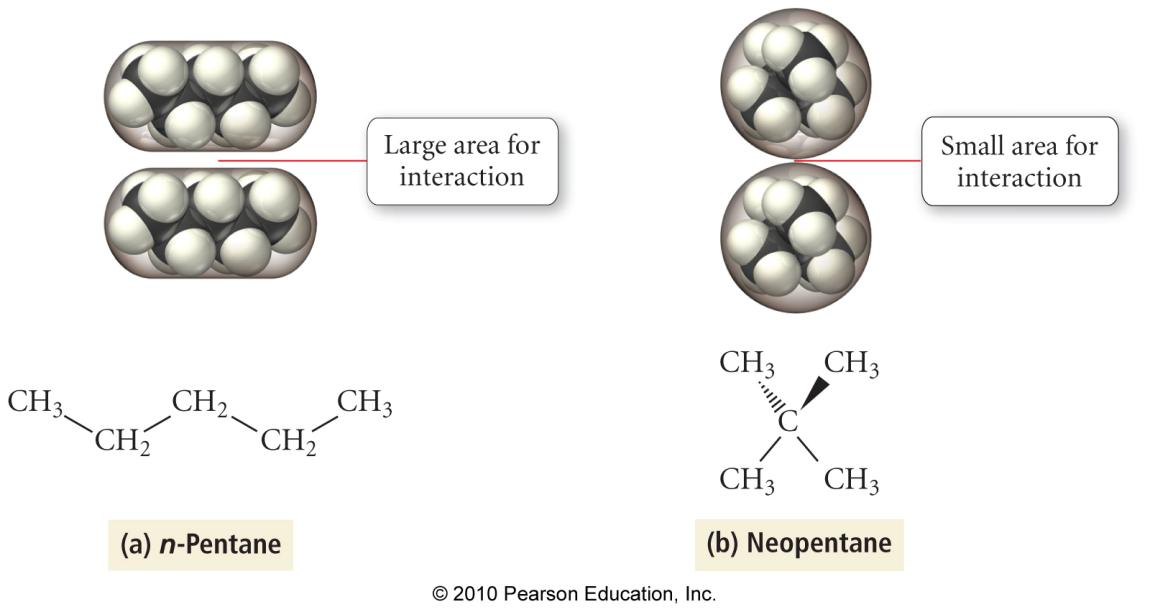 Large area for
interaction
Small area for
interaction
CH₃
CH₂
CH₂
CH₂
CH₃
CH₃
CH₃
C
CH₃
CH₃
(a) n-Pentane
(b) Neopentane
© 2010 Pearson Education, Inc.